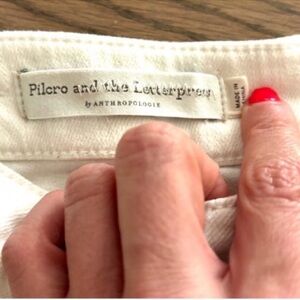 Pilcro and the Letterpress
by ANTHROPOLOGIE
MADE IN